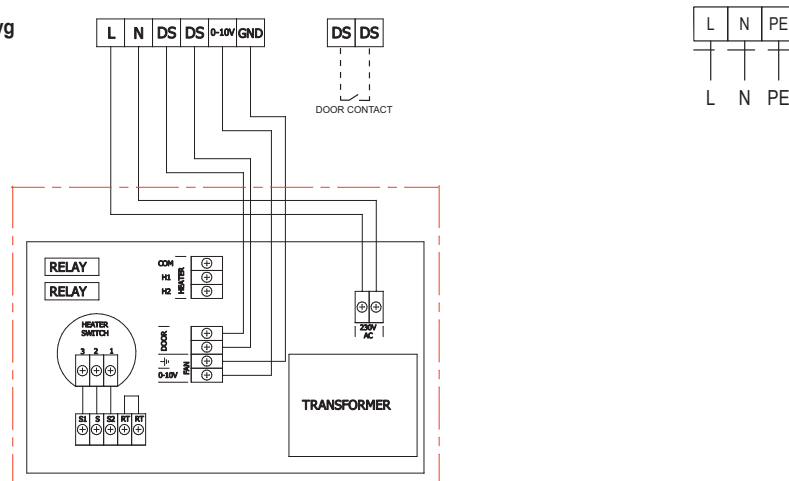 L N DS DS 0-10V GND
DS DS
DOOR CONTACT
L N PE
L N PE
RELAY
RELAY
COM
H1
H2
HEATER
HEATER
SWITCH
3 2 1
DOOR
FAN
0-10V
230V
AC
S1 S S2 RT RT
TRANSFORMER